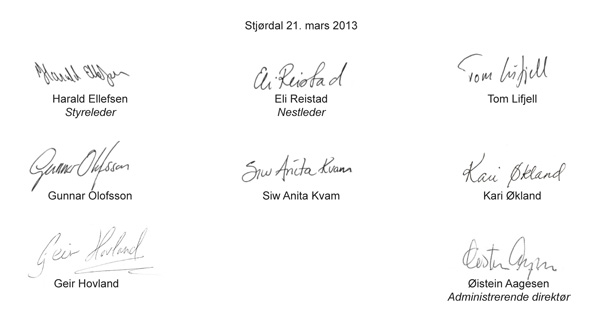 Stjørdal 21. mars 2013
Harald Ellefsen
Eli Reistad
Tom Lifjell
Harald Ellefsen
Styreleder
Eli Reistad
Nestleder
Tom Lifjell
Gunnar Olofsson
Siw Anita Kvam
Kari Økland
Gunnar Olofsson
Siw Anita Kvam
Kari Økland
Geir Hovland
Geir Hovland
Øistein Aagesen
Administrerende direktør